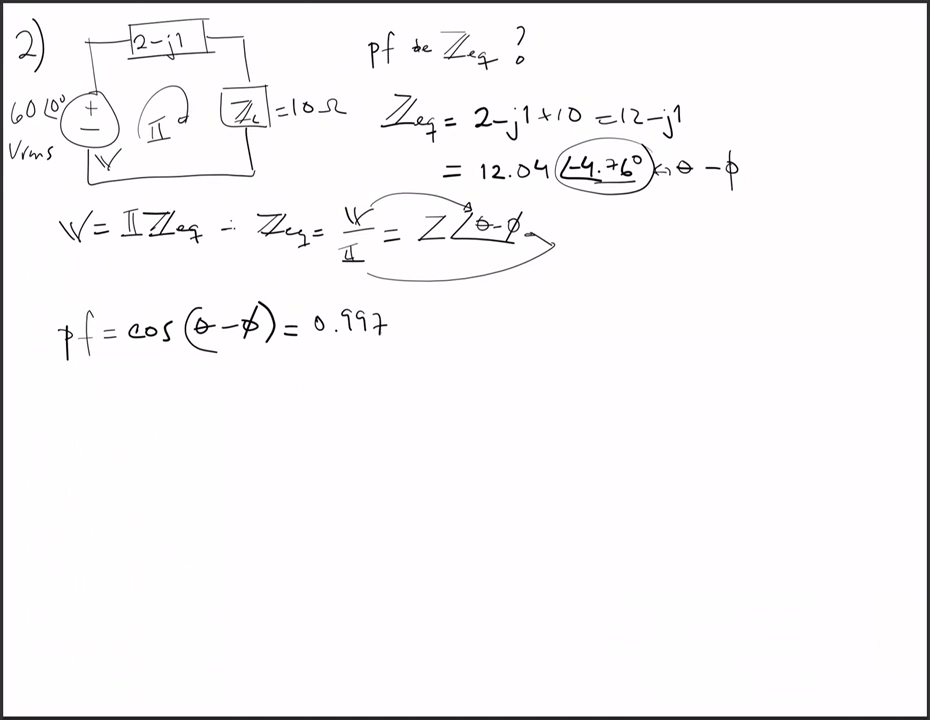 2)
2-j1
60∠0°
Vrms
+
−
V
I
Z_L = 10Ω
pf de Zeq ?
Zeq = 2-j1+10 = 12-j1
= 12.04 ∠-4.76° ↔ θ-ϕ
V = I Zeq ∴ Zeq = V/I = Z∠θ-ϕ
pf = cos(θ-ϕ) = 0.997